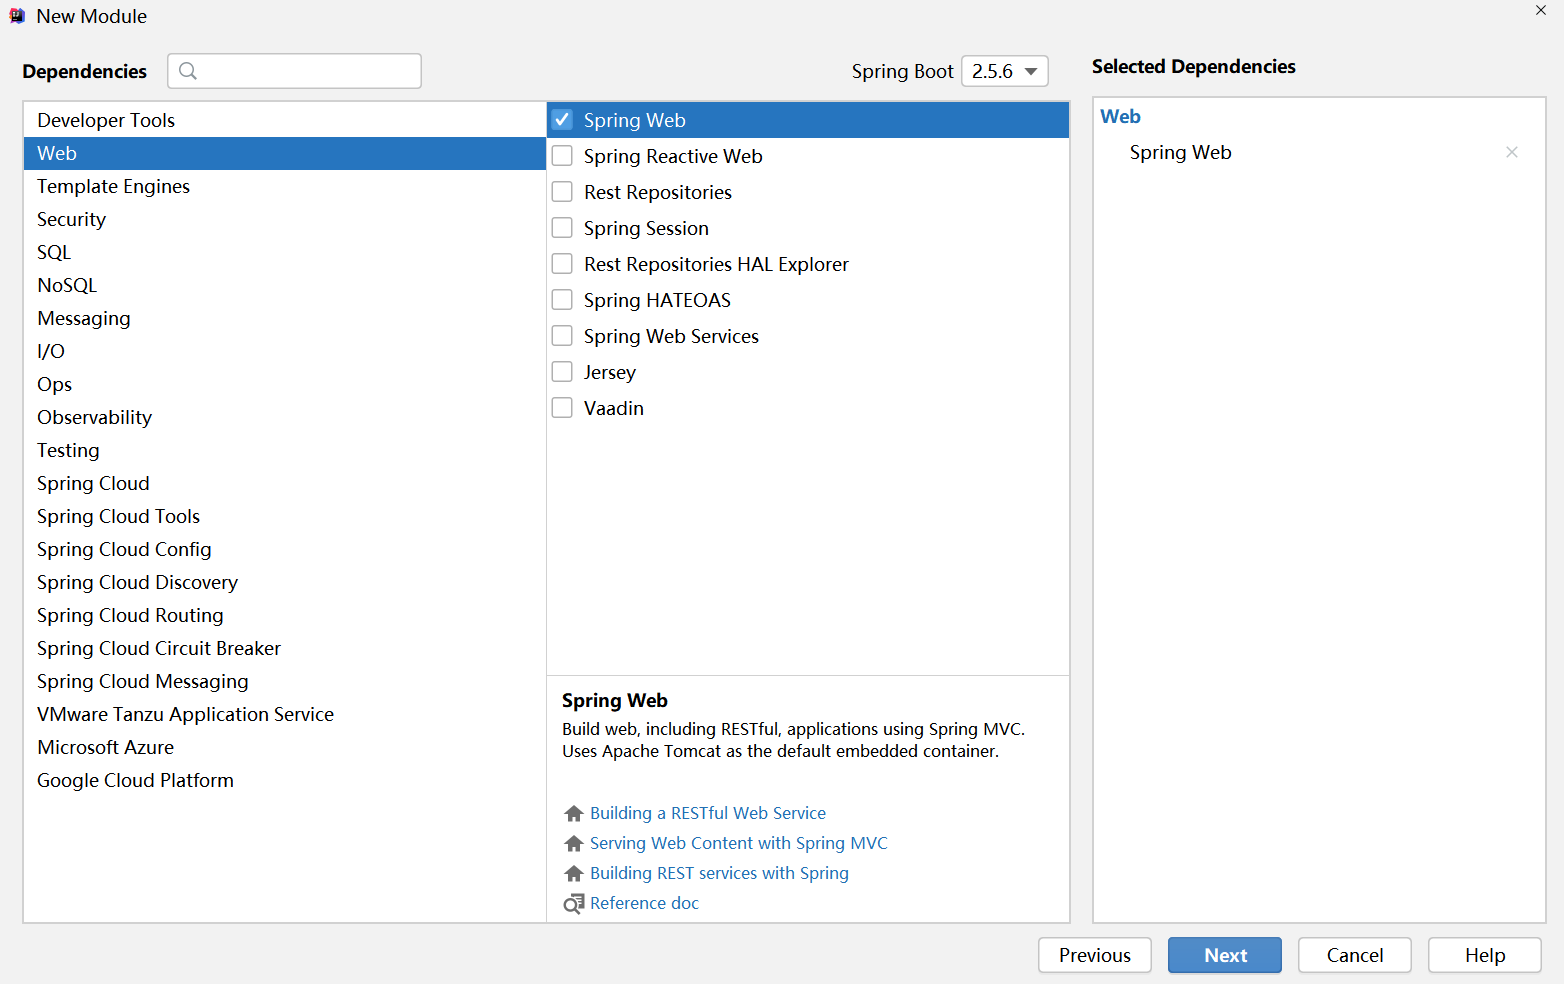 New Module
Dependencies
Spring Boot 2.5.6
Selected Dependencies
Developer Tools
Web
Template Engines
Security
SQL
NoSQL
Messaging
I/O
Ops
Observability
Testing
Spring Cloud
Spring Cloud Tools
Spring Cloud Config
Spring Cloud Discovery
Spring Cloud Routing
Spring Cloud Circuit Breaker
Spring Cloud Messaging
VMware Tanzu Application Service
Microsoft Azure
Google Cloud Platform
Spring Web
Spring Reactive Web
Rest Repositories
Spring Session
Rest Repositories HAL Explorer
Spring HATEOAS
Spring Web Services
Jersey
Vaadin
Spring Web
Build web, including RESTful, applications using Spring MVC.
Uses Apache Tomcat as the default embedded container.
Building a RESTful Web Service
Serving Web Content with Spring MVC
Building REST services with Spring
Reference doc
Web
Spring Web
Previous
Next
Cancel
Help